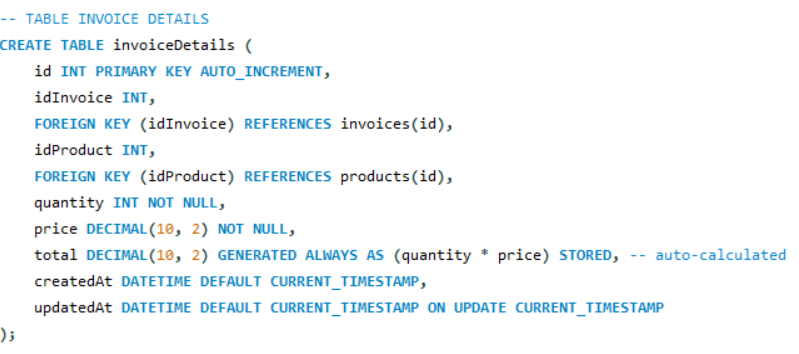 -- TABLE INVOICE DETAILS
CREATE TABLE invoiceDetails (
    id INT PRIMARY KEY AUTO_INCREMENT,
    idInvoice INT,
    FOREIGN KEY (idInvoice) REFERENCES invoices(id),
    idProduct INT,
    FOREIGN KEY (idProduct) REFERENCES products(id),
    quantity INT NOT NULL,
    price DECIMAL(10, 2) NOT NULL,
    total DECIMAL(10, 2) GENERATED ALWAYS AS (quantity * price) STORED, -- auto-calculated
    createdAt DATETIME DEFAULT CURRENT_TIMESTAMP,
    updatedAt DATETIME DEFAULT CURRENT_TIMESTAMP ON UPDATE CURRENT_TIMESTAMP
);